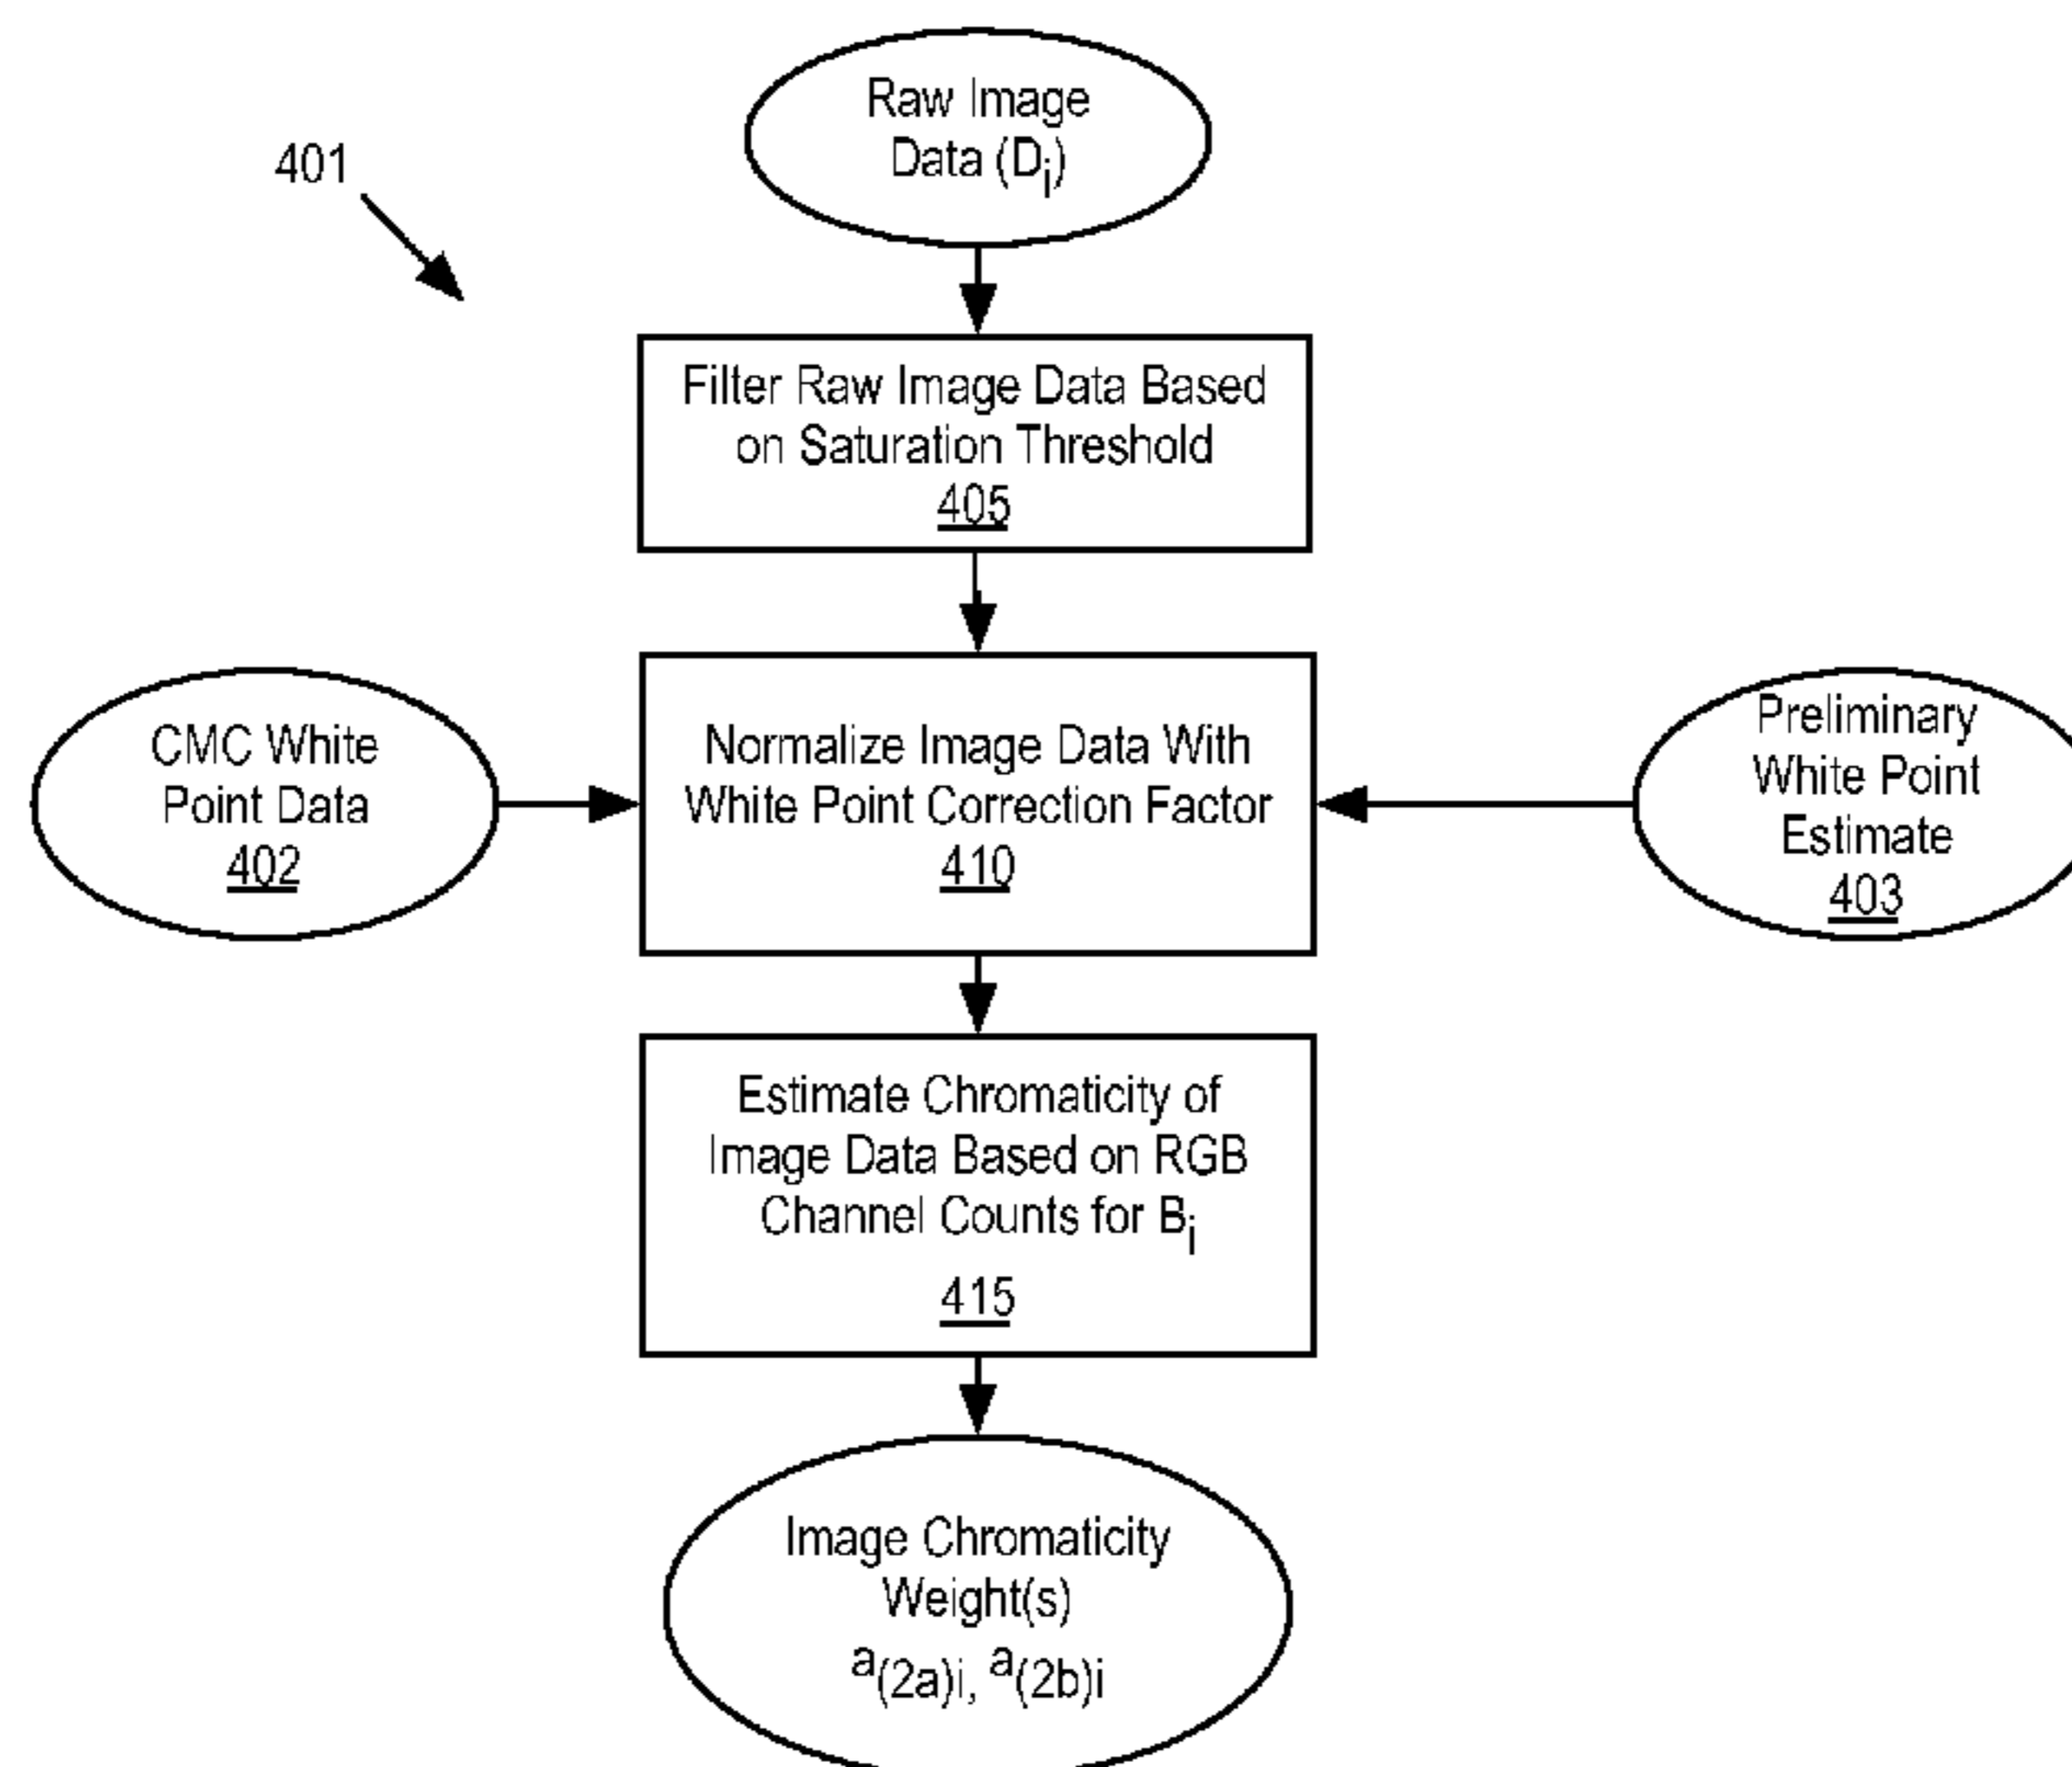 Raw Image
Data (Di)
401
Filter Raw Image Data Based
on Saturation Threshold
405
CMC White
Point Data
402
Normalize Image Data With
White Point Correction Factor
410
Preliminary
White Point
Estimate
403
Estimate Chromaticity of
Image Data Based on RGB
Channel Counts for Bi
415
Image Chromaticity
Weight(s)
a(2a)i, a(2b)i